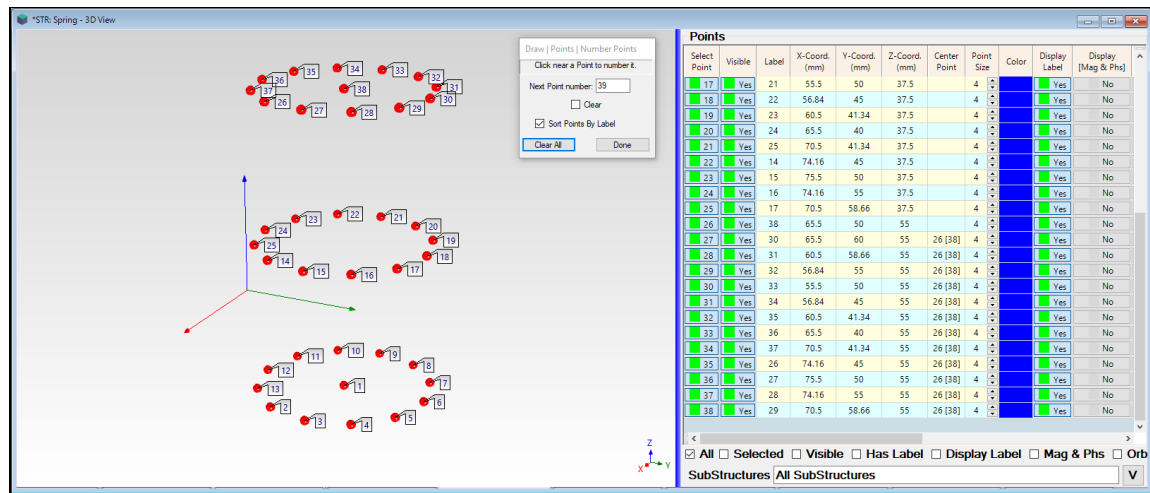 *STR: Spring - 3D View
Draw | Points | Number Points
Click near a Point to number it.
Next Point number: 39
Clear
Sort Points By Label
Clear All Done
36 35 34 33 32
37 38 31
26 27 28 29 30
24 23 22 21 20
25 19
14 15 16 17 18
12 11 10 9 8
13 1 7
2 3 4 5 6
Z
X Y
Points
Select Point Visible Label X-Coord. (mm) Y-Coord. (mm) Z-Coord. (mm) Center Point Point Size Color Display Label Display [Mag & Phs]
17 Yes 21 55.5 50 37.5 4 Yes No
18 Yes 22 56.84 45 37.5 4 Yes No
19 Yes 23 60.5 41.34 37.5 4 Yes No
20 Yes 24 65.5 40 37.5 4 Yes No
21 Yes 25 70.5 41.34 37.5 4 Yes No
22 Yes 14 74.16 45 37.5 4 Yes No
23 Yes 15 75.5 50 37.5 4 Yes No
24 Yes 16 74.16 55 37.5 4 Yes No
25 Yes 17 70.5 58.66 37.5 4 Yes No
26 Yes 38 65.5 50 55 4 Yes No
27 Yes 30 65.5 60 55 26 [38] 4 Yes No
28 Yes 31 60.5 58.66 55 26 [38] 4 Yes No
29 Yes 32 56.84 55 55 26 [38] 4 Yes No
30 Yes 33 55.5 50 55 26 [38] 4 Yes No
31 Yes 34 56.84 45 55 26 [38] 4 Yes No
32 Yes 35 60.5 41.34 55 26 [38] 4 Yes No
33 Yes 36 65.5 40 55 26 [38] 4 Yes No
34 Yes 37 70.5 41.34 55 26 [38] 4 Yes No
35 Yes 26 74.16 45 55 26 [38] 4 Yes No
36 Yes 27 75.5 50 55 26 [38] 4 Yes No
37 Yes 28 74.16 55 55 26 [38] 4 Yes No
38 Yes 29 70.5 58.66 55 26 [38] 4 Yes No
All Selected Visible Has Label Display Label Mag & Phs Orb
SubStructures All SubStructures V